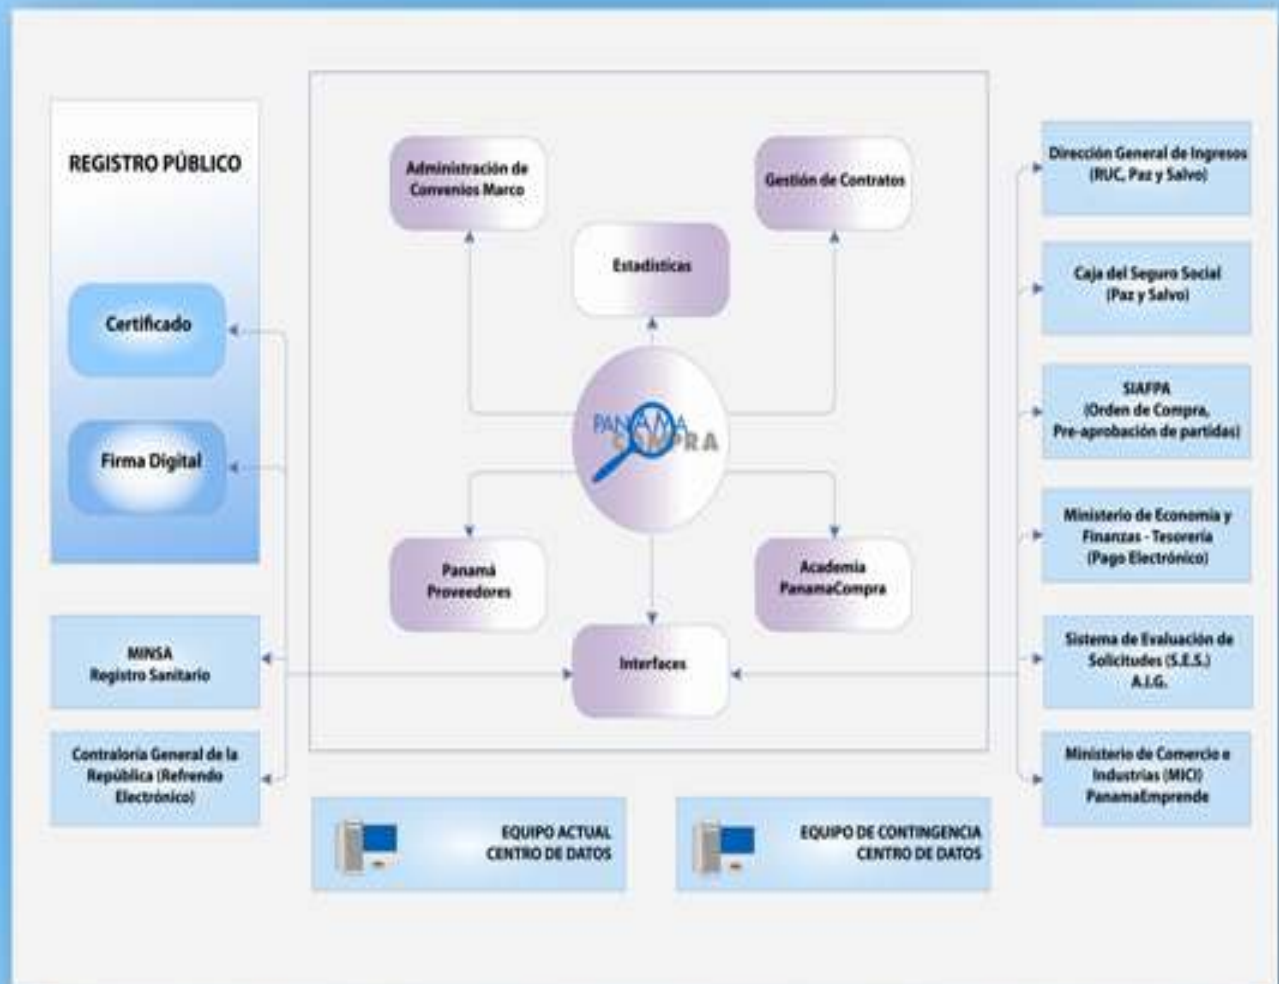 REGISTRO PÚBLICO
Certificado
Firma Digital
MINSA
Registro Sanitario
Contraloría General de la
República (Refrendo
Electrónico)
Administración de
Convenios Marco
Gestión de Contratos
Estadísticas
PANAMA
COMPRA
Panamá
Proveedores
Academia
PanamaCompra
Interfaces
Dirección General de Ingresos
(RUC, Paz y Salvo)
Caja del Seguro Social
(Paz y Salvo)
SIAFPA
(Orden de Compra,
Pre-aprobación de partidas)
Ministerio de Economía y
Finanzas - Tesorería
(Pago Electrónico)
Sistema de Evaluación de
Solicitudes (S.E.S.)
A.I.G.
Ministerio de Comercio e
Industrias (MICI)
PanamaEmprende
EQUIPO ACTUAL
CENTRO DE DATOS
EQUIPO DE CONTINGENCIA
CENTRO DE DATOS